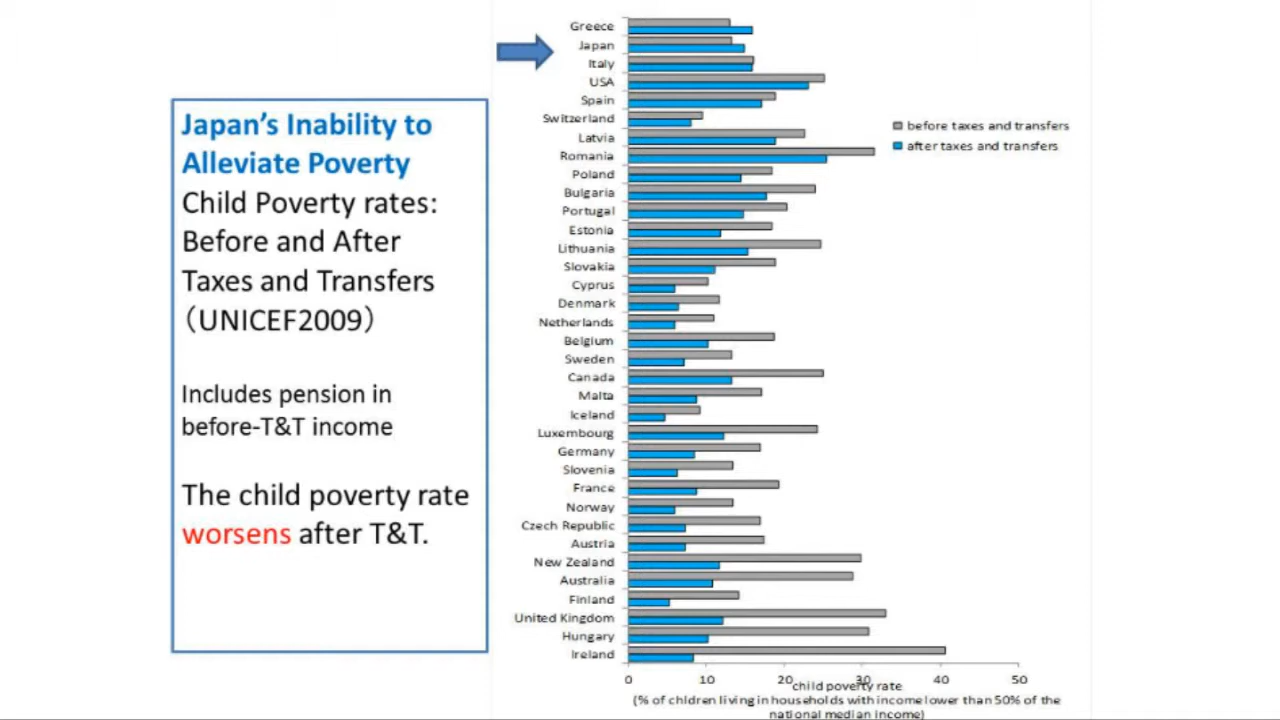 Japan's Inability to
Alleviate Poverty
Child Poverty rates:
Before and After
Taxes and Transfers
（UNICEF2009）
Includes pension in
before-T&T income
The child poverty rate
worsens after T&T.
Greece
Japan
Italy
USA
Spain
Switzerland
Latvia
Romania
Poland
Bulgaria
Portugal
Estonia
Lithuania
Slovakia
Cyprus
Denmark
Netherlands
Belgium
Sweden
Canada
Malta
Iceland
Luxembourg
Germany
Slovenia
France
Norway
Czech Republic
Austria
New Zealand
Australia
Finland
United Kingdom
Hungary
Ireland
before taxes and transfers
after taxes and transfers
0 10 20 30 40 50
child poverty rate
(% of chldren living in households with income lower than 50% of the
national median income)